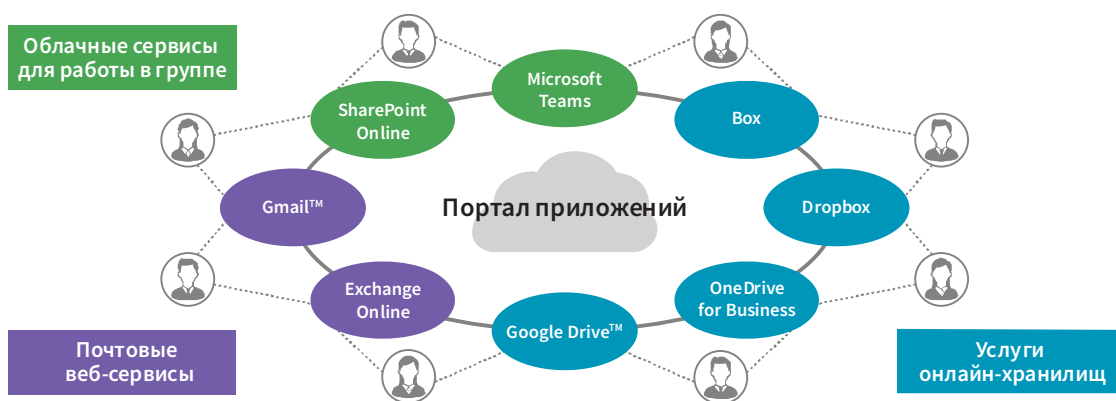 Облачные сервисы
для работы в группе
Microsoft
Teams
SharePoint
Online
Box
Gmail™
Портал приложений
Dropbox
Exchange
Online
OneDrive
for Business
Google Drive™
Почтовые
веб-сервисы
Услуги
онлайн-хранилищ